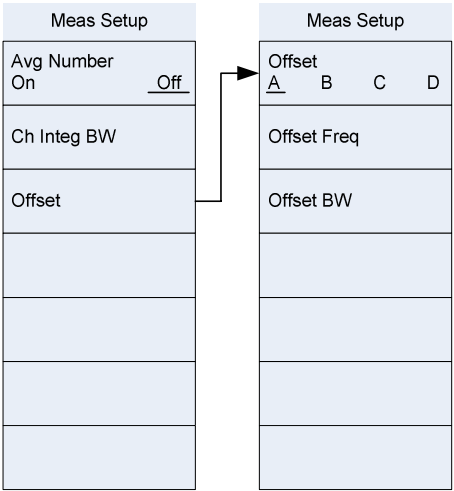 Meas Setup
Avg Number
On Off
Ch Integ BW
Offset
Meas Setup
Offset
A B C D
Offset Freq
Offset BW